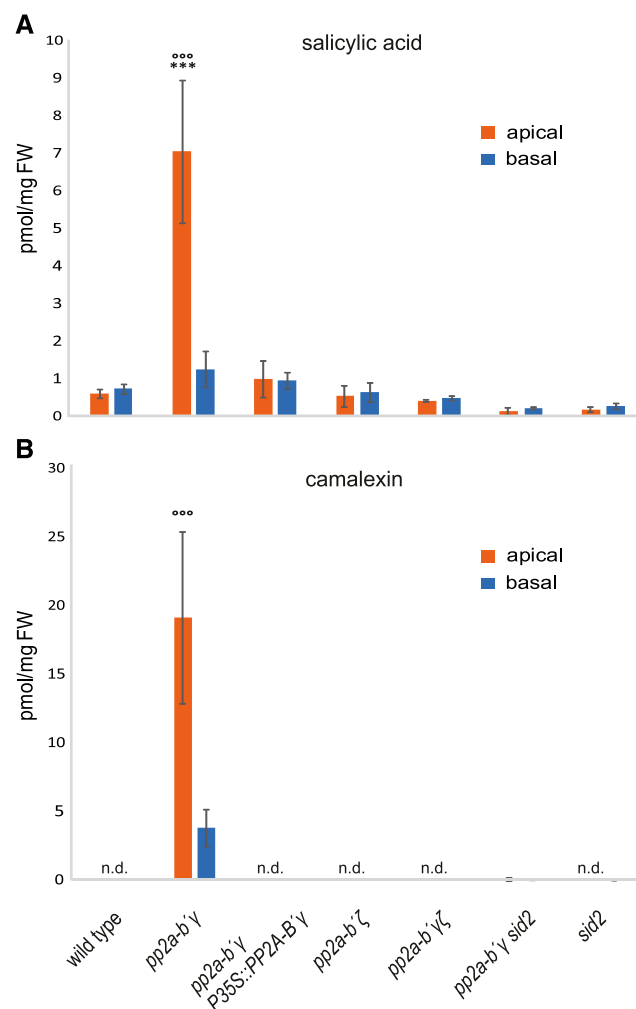 A
salicylic acid
10
9
8
7
6
5
4
3
2
1
0
pmol/mg FW
°°°
***
apical
basal
B
camalexin
30
25
20
15
10
5
0
pmol/mg FW
°°°
apical
basal
n.d.
n.d.
n.d.
n.d.
n.d.
wild type
pp2a-b´γ
pp2a-b´γ
P35S::PP2A-B´γ
pp2a-b´ζ
pp2a-b´γζ
pp2a-b´γ sid2
sid2